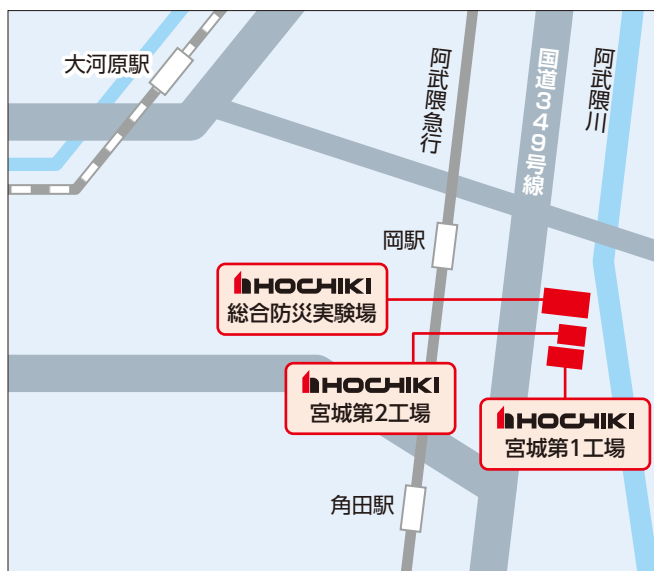 大河原駅
阿武隈急行
国道349号線
阿武隈川
岡駅
HOCHIKI
総合防災実験場
HOCHIKI
宮城第2工場
HOCHIKI
宮城第1工場
角田駅